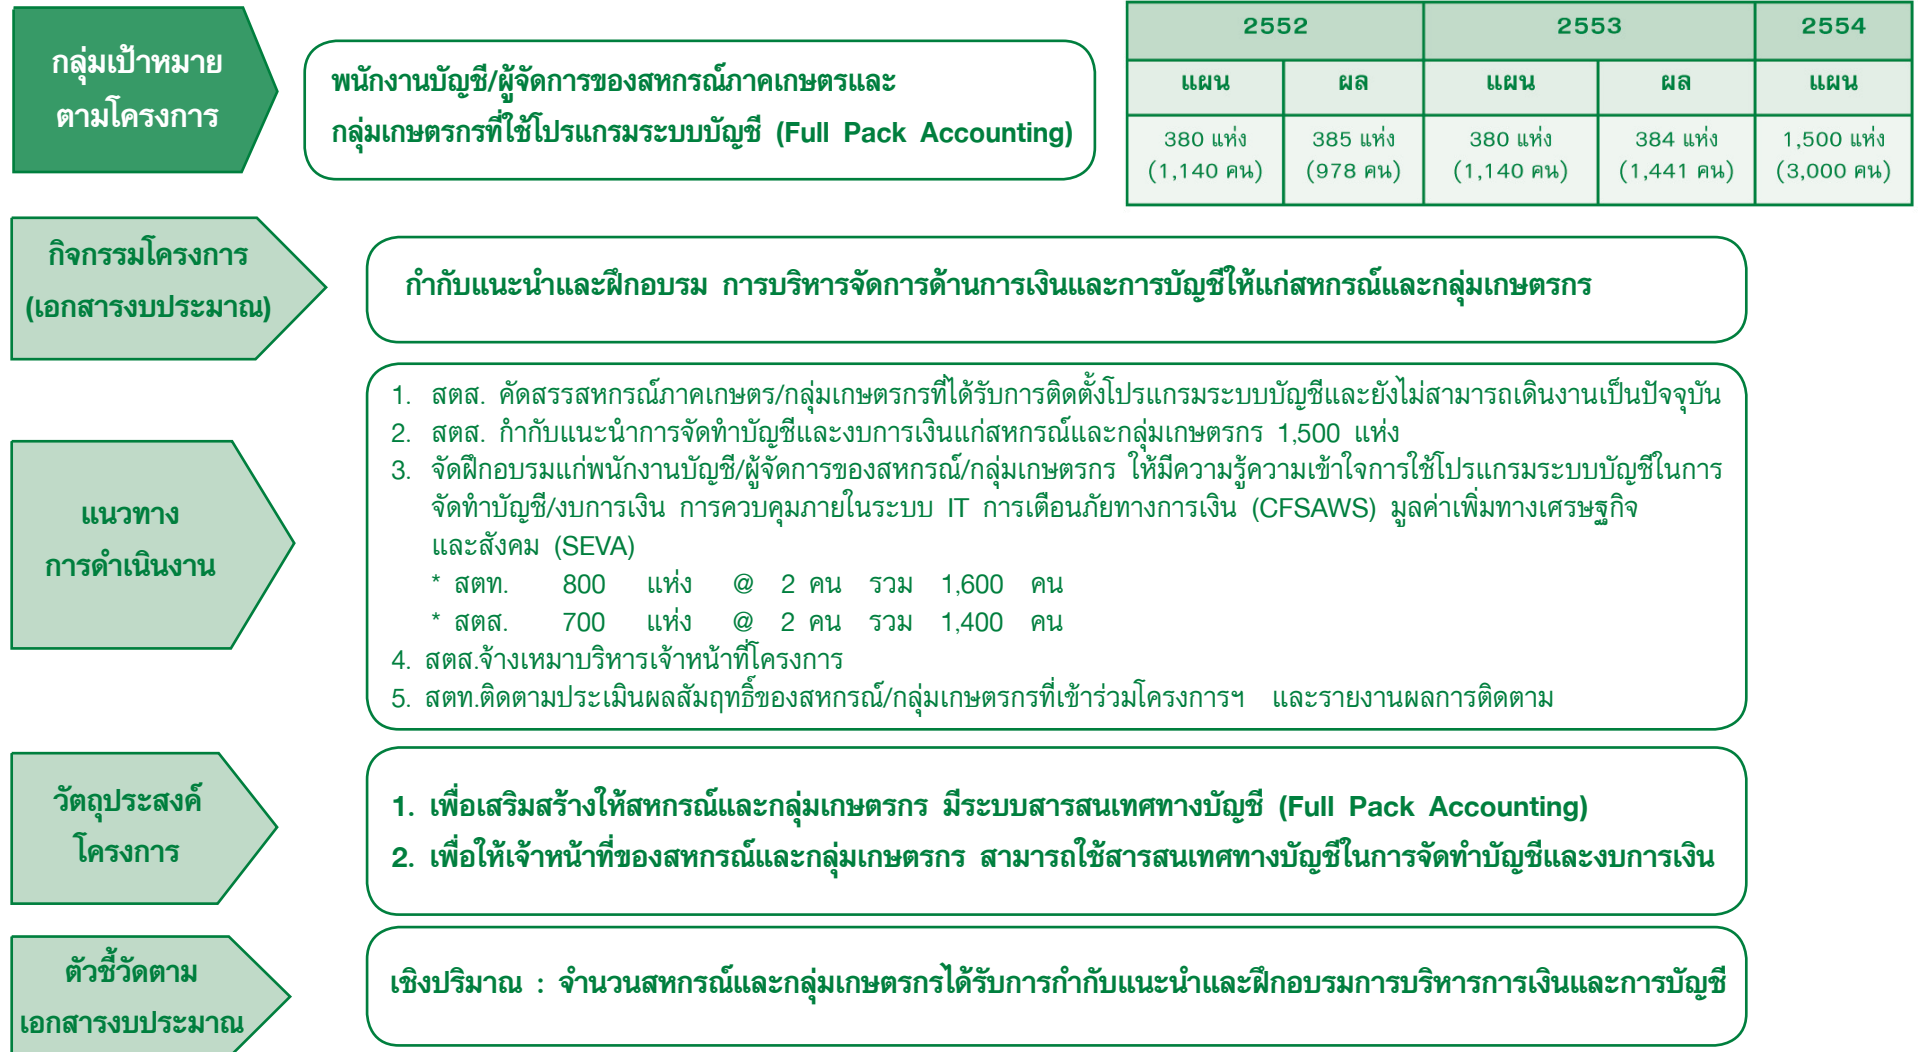 กลุ่มเป้าหมาย
ตามโครงการ
พนักงานบัญชี/ผู้จัดการของสหกรณ์ภาคเกษตรและ
กลุ่มเกษตรกรที่ใช้โปรแกรมระบบบัญชี (Full Pack Accounting)
2552 2553 2554
แผน ผล แผน ผล แผน
380 แห่ง 385 แห่ง 380 แห่ง 384 แห่ง 1,500 แห่ง
(1,140 คน) (978 คน) (1,140 คน) (1,441 คน) (3,000 คน)
กิจกรรมโครงการ
(เอกสารงบประมาณ)
กำกับแนะนำและฝึกอบรม การบริหารจัดการด้านการเงินและการบัญชีให้แก่สหกรณ์และกลุ่มเกษตรกร
แนวทาง
การดำเนินงาน
1. สตส. คัดสรรสหกรณ์ภาคเกษตร/กลุ่มเกษตรกรที่ได้รับการติดตั้งโปรแกรมระบบบัญชีและยังไม่สามารถเดินงานเป็นปัจจุบัน
2. สตส. กำกับแนะนำการจัดทำบัญชีและงบการเงินแก่สหกรณ์และกลุ่มเกษตรกร 1,500 แห่ง
3. จัดฝึกอบรมแก่พนักงานบัญชี/ผู้จัดการของสหกรณ์/กลุ่มเกษตรกร ให้มีความรู้ความเข้าใจการใช้โปรแกรมระบบบัญชีในการ
จัดทำบัญชี/งบการเงิน การควบคุมภายในระบบ IT การเตือนภัยทางการเงิน (CFSAWS) มูลค่าเพิ่มทางเศรษฐกิจ
และสังคม (SEVA)
* สตท. 800 แห่ง @ 2 คน รวม 1,600 คน
* สตส. 700 แห่ง @ 2 คน รวม 1,400 คน
4. สตส.จ้างเหมาบริหารเจ้าหน้าที่โครงการ
5. สตท.ติดตามประเมินผลสัมฤทธิ์ของสหกรณ์/กลุ่มเกษตรกรที่เข้าร่วมโครงการฯ และรายงานผลการติดตาม
วัตถุประสงค์
โครงการ
1. เพื่อเสริมสร้างให้สหกรณ์และกลุ่มเกษตรกร มีระบบสารสนเทศทางบัญชี (Full Pack Accounting)
2. เพื่อให้เจ้าหน้าที่ของสหกรณ์และกลุ่มเกษตรกร สามารถใช้สารสนเทศทางบัญชีในการจัดทำบัญชีและงบการเงิน
ตัวชี้วัดตาม
เอกสารงบประมาณ
เชิงปริมาณ : จำนวนสหกรณ์และกลุ่มเกษตรกรได้รับการกำกับแนะนำและฝึกอบรมการบริหารการเงินและการบัญชี